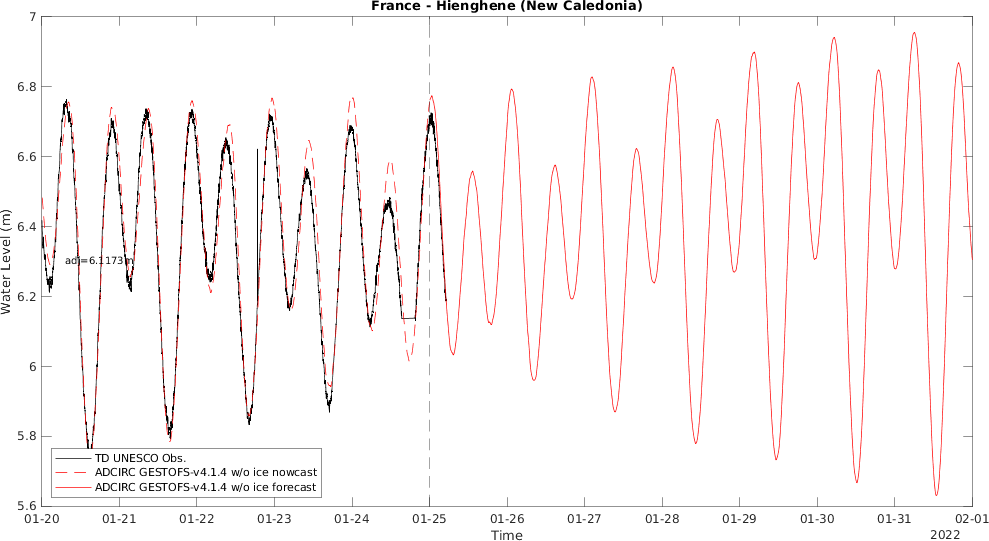 France - Hienghene (New Caledonia)
7
6.8
6.6
6.4
6.2
6
5.8
5.6
Water Level (m)
adj=6.1173m
TD UNESCO Obs.
ADCIRC GESTOFS-v4.1.4 w/o ice nowcast
ADCIRC GESTOFS-v4.1.4 w/o ice forecast
01-20 01-21 01-22 01-23 01-24 01-25 01-26 01-27 01-28 01-29 01-30 01-31 02-01
Time
2022